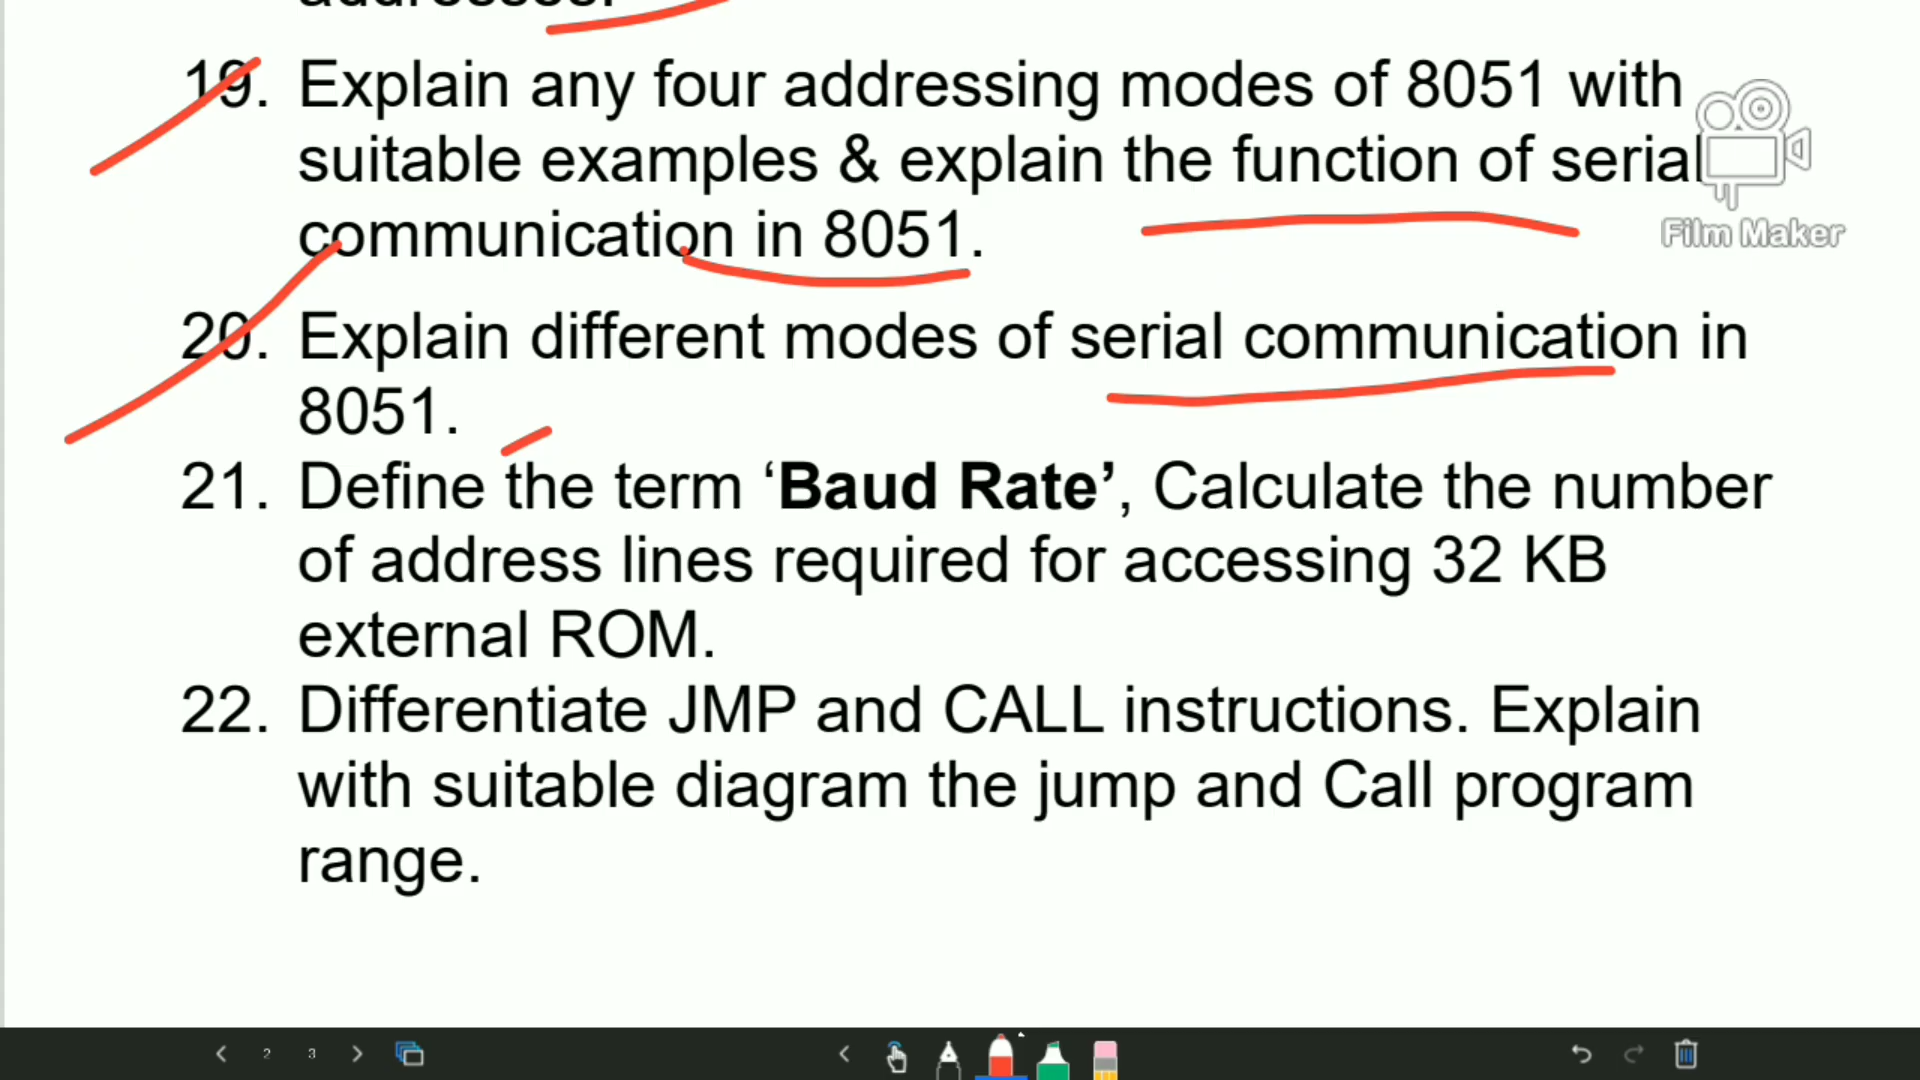 addresses.
19. Explain any four addressing modes of 8051 with
suitable examples & explain the function of serial
communication in 8051.
Film Maker
20. Explain different modes of serial communication in
8051.
21. Define the term ‘Baud Rate’, Calculate the number
of address lines required for accessing 32 KB
external ROM.
22. Differentiate JMP and CALL instructions. Explain
with suitable diagram the jump and Call program
range.
2 3